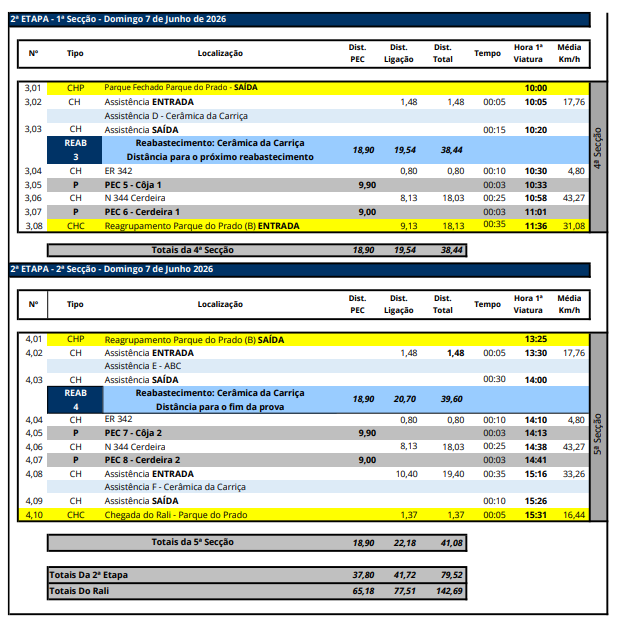 2ª ETAPA - 1ª Secção - Domingo 7 de Junho de 2026
Nº Tipo Localização Dist. PEC Dist. Ligação Dist. Total Tempo Hora 1ª Viatura Média Km/h
3,01 CHP Parque Fechado Parque do Prado - SAÍDA 10:00
3,02 CH Assistência ENTRADA 1,48 1,48 00:05 10:05 17,76
Assistência D - Cerâmica da Carriça
3,03 CH Assistência SAÍDA 00:15 10:20
REAB 3 Reabastecimento: Cerâmica da Carriça 18,90 19,54 38,44
Distância para o próximo reabastecimento
3,04 CH ER 342 0,80 0,80 00:10 10:30 4,80
3,05 P PEC 5 - Côja 1 9,90 00:03 10:33
3,06 CH N 344 Cerdeira 8,13 18,03 00:25 10:58 43,27
3,07 P PEC 6 - Cerdeira 1 9,00 00:03 11:01
3,08 CHC Reagrupamento Parque do Prado (B) ENTRADA 9,13 18,13 00:35 11:36 31,08
4ª Secção
Totais da 4ª Secção 18,90 19,54 38,44
2ª ETAPA - 2ª Secção - Domingo 7 de Junho 2026
Nº Tipo Localização Dist. PEC Dist. Ligação Dist. Total Tempo Hora 1ª Viatura Média Km/h
4,01 CHP Reagrupamento Parque do Prado (B) SAÍDA 13:25
4,02 CH Assistência ENTRADA 1,48 1,48 00:05 13:30 17,76
Assistência E - ABC
4,03 CH Assistência SAÍDA 00:30 14:00
REAB 4 Reabastecimento: Cerâmica da Carriça 18,90 20,70 39,60
Distância para o fim da prova
4,04 CH ER 342 0,80 0,80 00:10 14:10 4,80
4,05 P PEC 7 - Côja 2 9,90 00:03 14:13
4,06 CH N 344 Cerdeira 8,13 18,03 00:25 14:38 43,27
4,07 P PEC 8 - Cerdeira 2 9,00 00:03 14:41
4,08 CH Assistência ENTRADA 10,40 19,40 00:35 15:16 33,26
Assistência F - Cerâmica da Carriça
4,09 CH Assistência SAÍDA 00:10 15:26
4,10 CHC Chegada do Rali - Parque do Prado 1,37 1,37 00:05 15:31 16,44
5ª Secção
Totais da 5ª Secção 18,90 22,18 41,08
Totais Da 2ª Etapa 37,80 41,72 79,52
Totais Do Rali 65,18 77,51 142,69